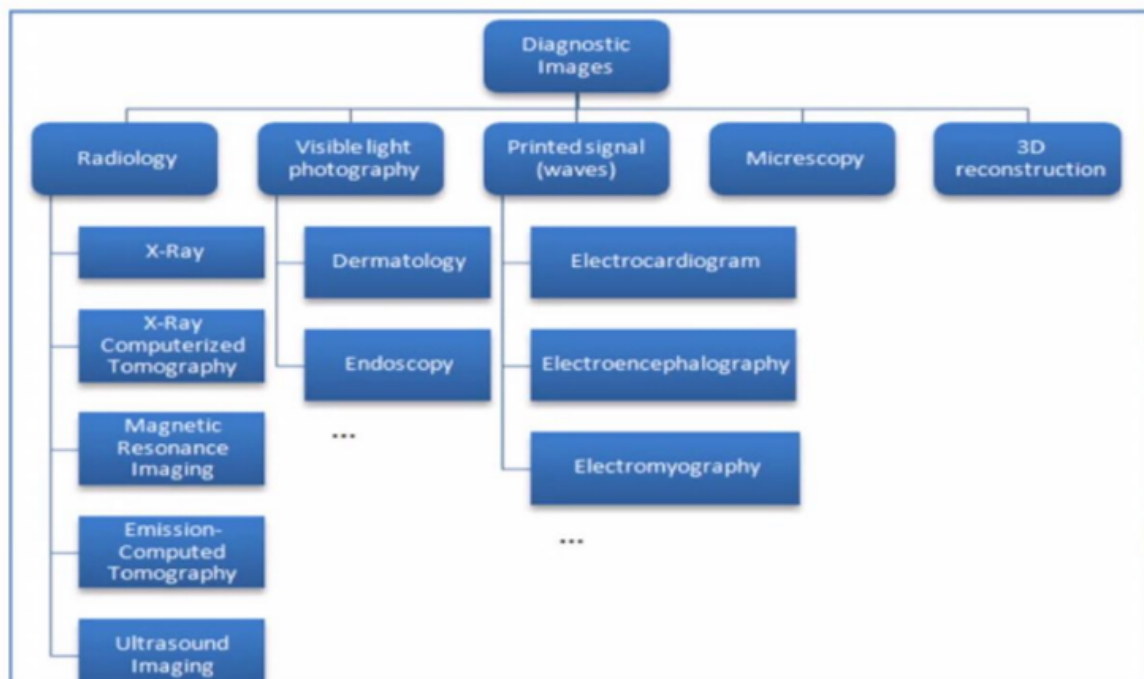 Diagnostic
Images
Radiology
Visible light
photography
Printed signal
(waves)
Micrescopy
3D
reconstruction
X-Ray
X-Ray
Computerized
Tomography
Magnetic
Resonance
Imaging
Emission-
Computed
Tomography
Ultrasound
Imaging
Dermatology
Endoscopy
...
Electrocardiogram
Electroencephalography
Electromyography
...